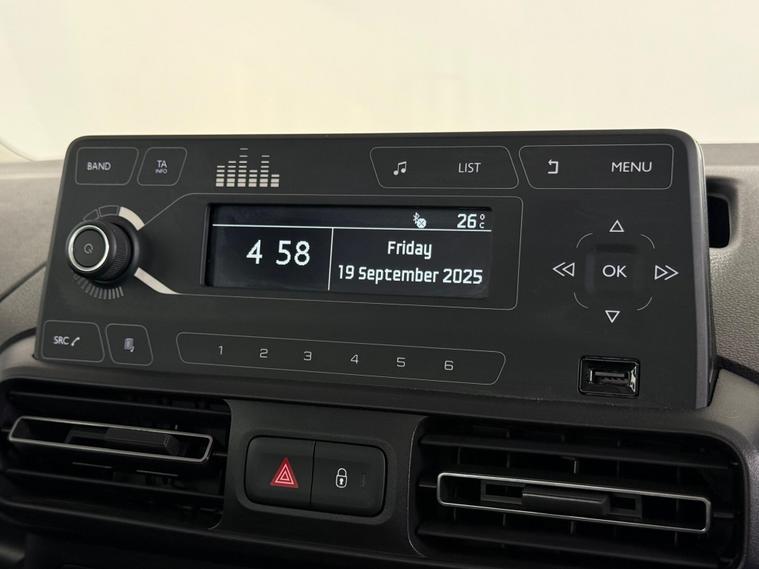 BAND
TA
INFO
LIST
MENU
26°C
4 58
Friday
19 September 2025
OK
SRC
1 2 3 4 5 6